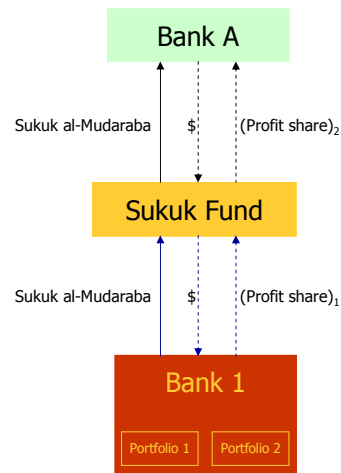 Bank A
Sukuk al-Mudaraba $ (Profit share)₂
Sukuk Fund
Sukuk al-Mudaraba $ (Profit share)₁
Bank 1
Portfolio 1 Portfolio 2